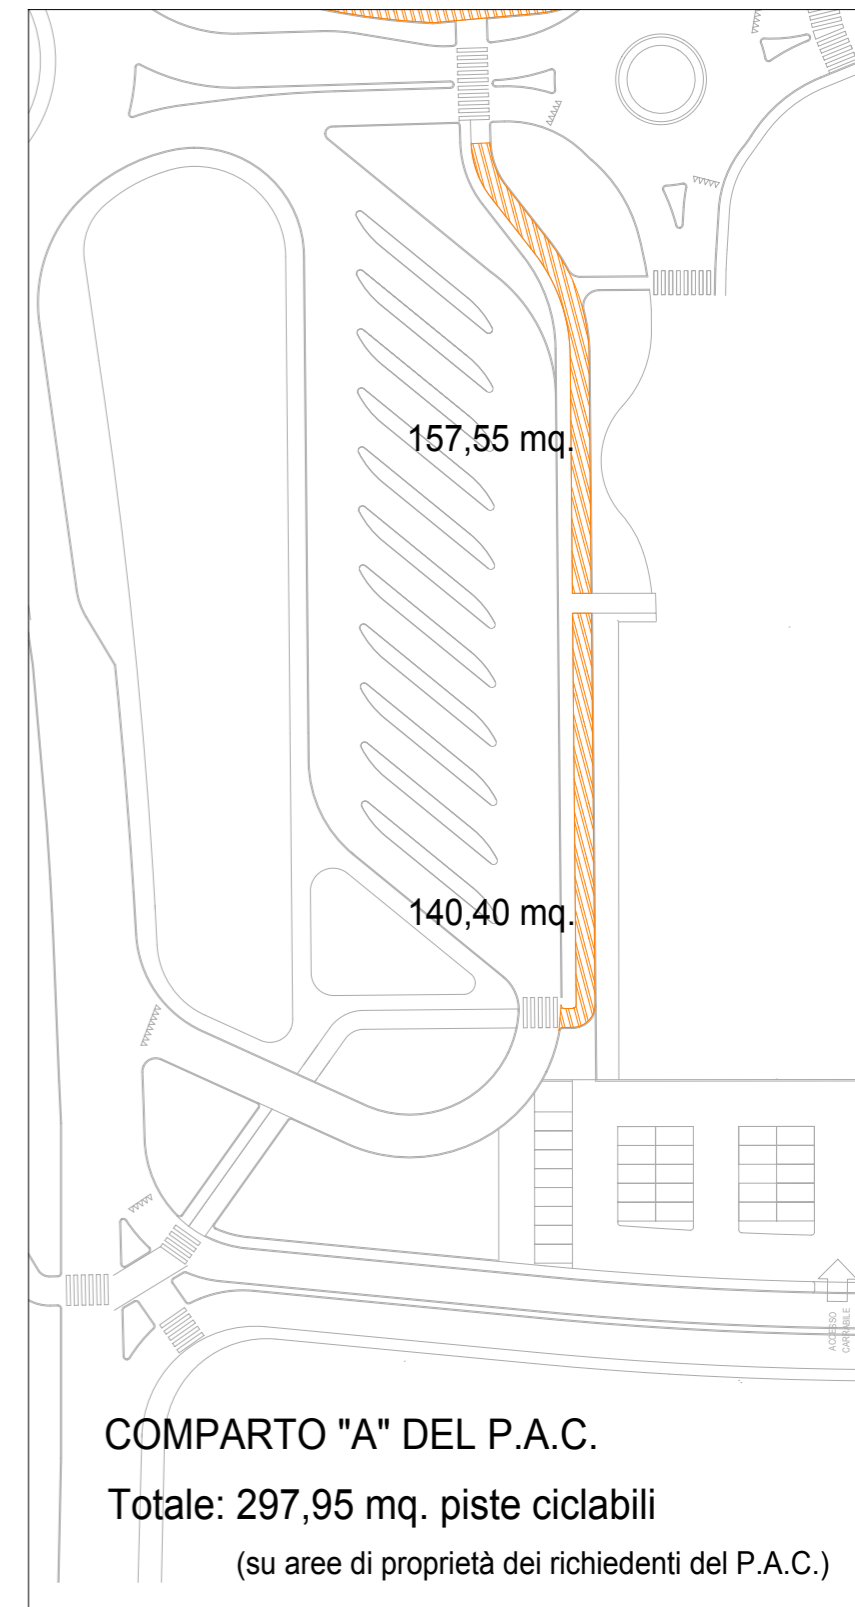 157,55 mq.
140,40 mq.
ACCESSO
CARRABILE
COMPARTO "A" DEL P.A.C.
Totale: 297,95 mq. piste ciclabili
(su aree di proprietà dei richiedenti del P.A.C.)